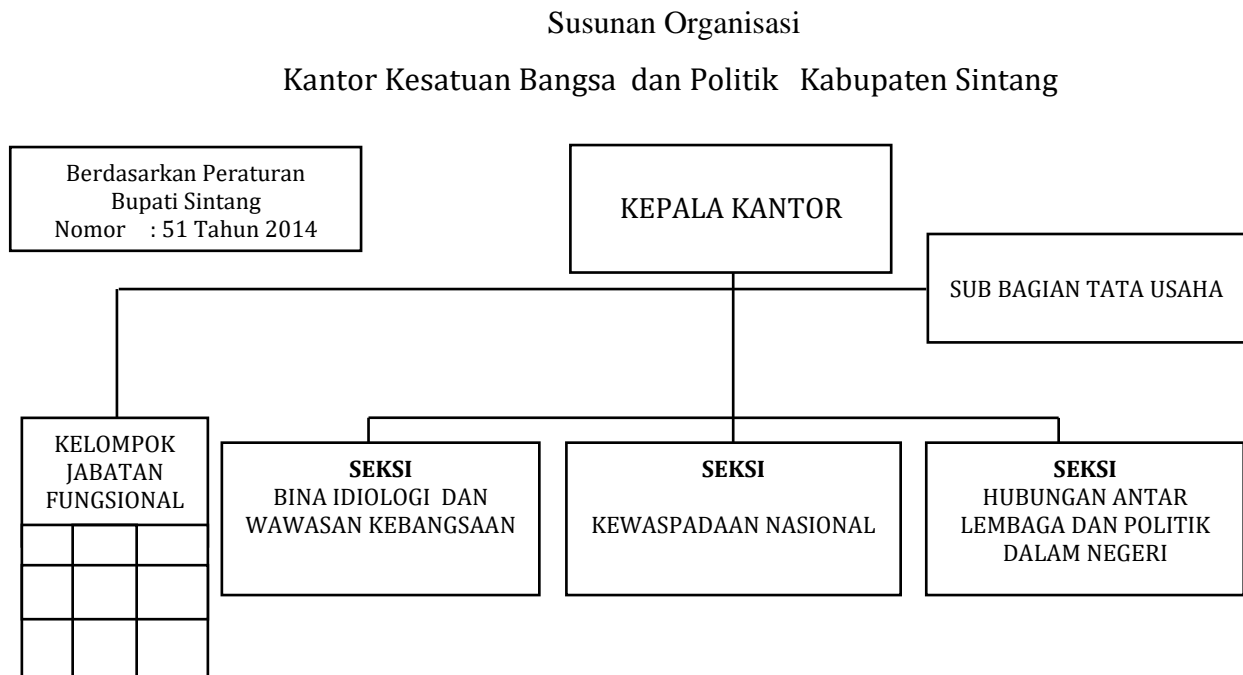 Susunan Organisasi
Kantor Kesatuan Bangsa dan Politik Kabupaten Sintang
Berdasarkan Peraturan
Bupati Sintang
Nomor : 51 Tahun 2014
KEPALA KANTOR
SUB BAGIAN TATA USAHA
KELOMPOK
JABATAN
FUNGSIONAL
SEKSI
BINA IDIOLOGI DAN
WAWASAN KEBANGSAAN
SEKSI
KEWASPADAAN NASIONAL
SEKSI
HUBUNGAN ANTAR
LEMBAGA DAN POLITIK
DALAM NEGERI